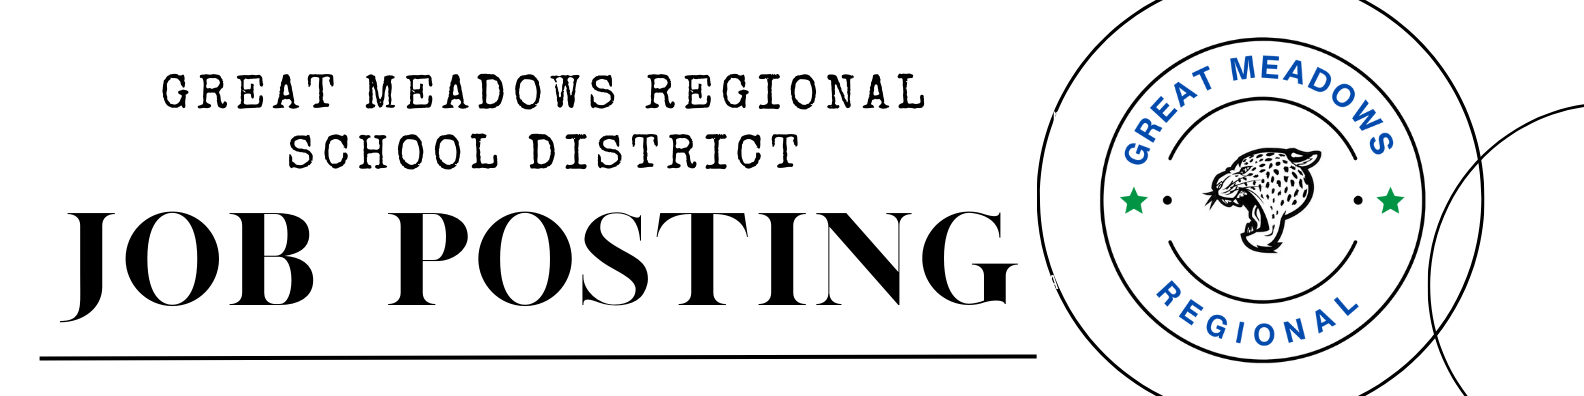 GREAT MEADOWS REGIONAL
SCHOOL DISTRICT
JOB POSTING
GREAT MEADOWS
REGIONAL